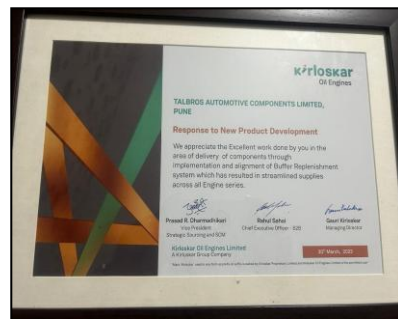 Kirloskar
Oil Engines
TALBROS AUTOMOTIVE COMPONENTS LIMITED,
PUNE
Response to New Product Development
We appreciate the Excellent work done by you in the
area of delivery of components through
implementation and alignment of Buffer Replenishment
system which has resulted in streamlined supplies
across all Engine series.
Prasad R. Dharmadhikari
Vice President
Strategic Sourcing and SCM
Rahul Sahai
Chief Executive Officer - B2B
Gauri Kirloskar
Managing Director
Kirloskar Oil Engines Limited
A Kirloskar Group Company
March, 2023